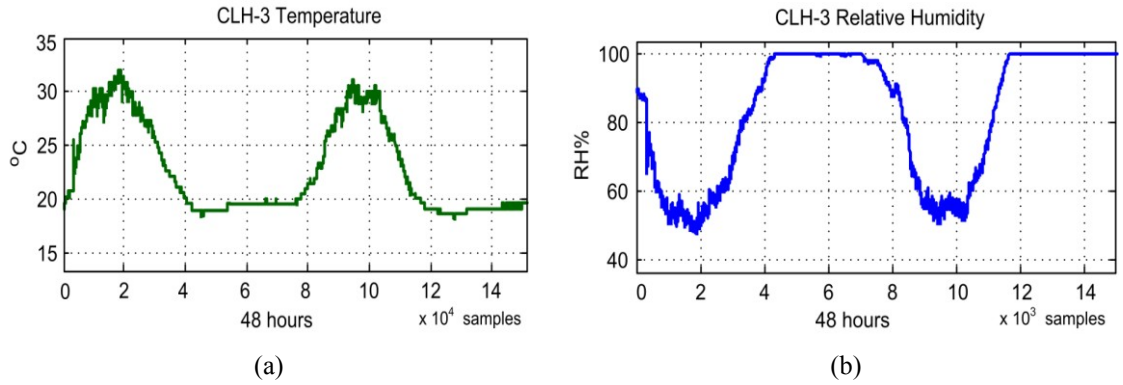 CLH-3 Temperature
35
30
25
20
15
°C
0 2 4 6 8 10 12 14
48 hours
x 10⁴ samples
(a)
CLH-3 Relative Humidity
100
80
60
40
RH%
0 2 4 6 8 10 12 14
48 hours
x 10³ samples
(b)